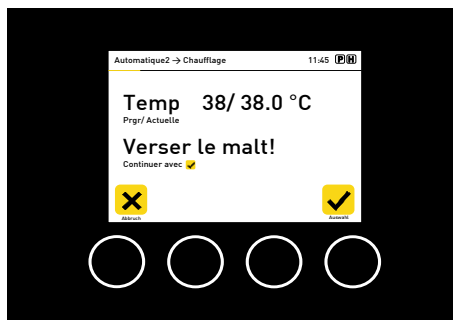 Automatique2 → Chaufflage 11:45 P H
Temp 38/ 38.0 °C
Prgr/ Actuelle
Verser le malt!
Continuer avec ✔
Abbruch Auswahl